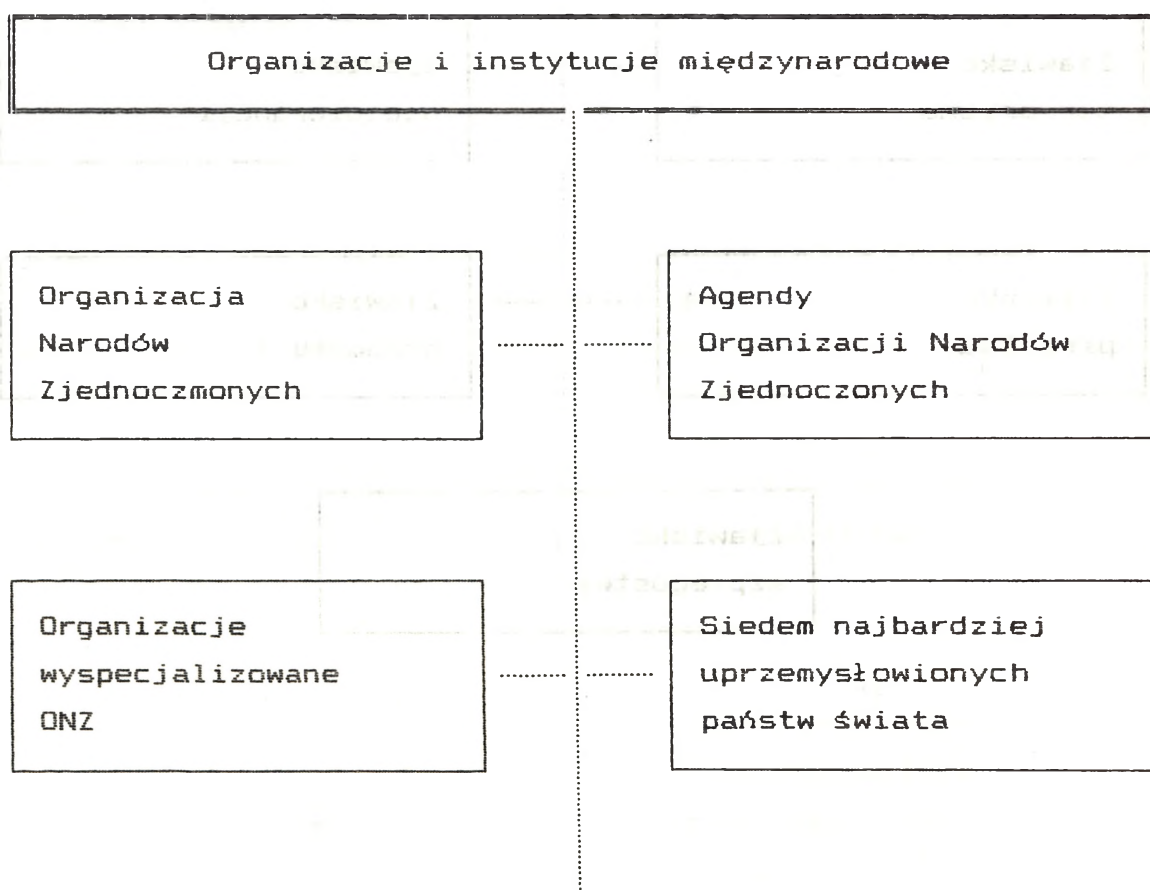 Organizacje i instytucje międzynarodowe
Organizacja
Narodów
Zjednoczmonych
Agendy
Organizacji Narodów
Zjednoczonych
Organizacje
wyspecjalizowane
ONZ
Siedem najbardziej
uprzemysłowionych
państw świata